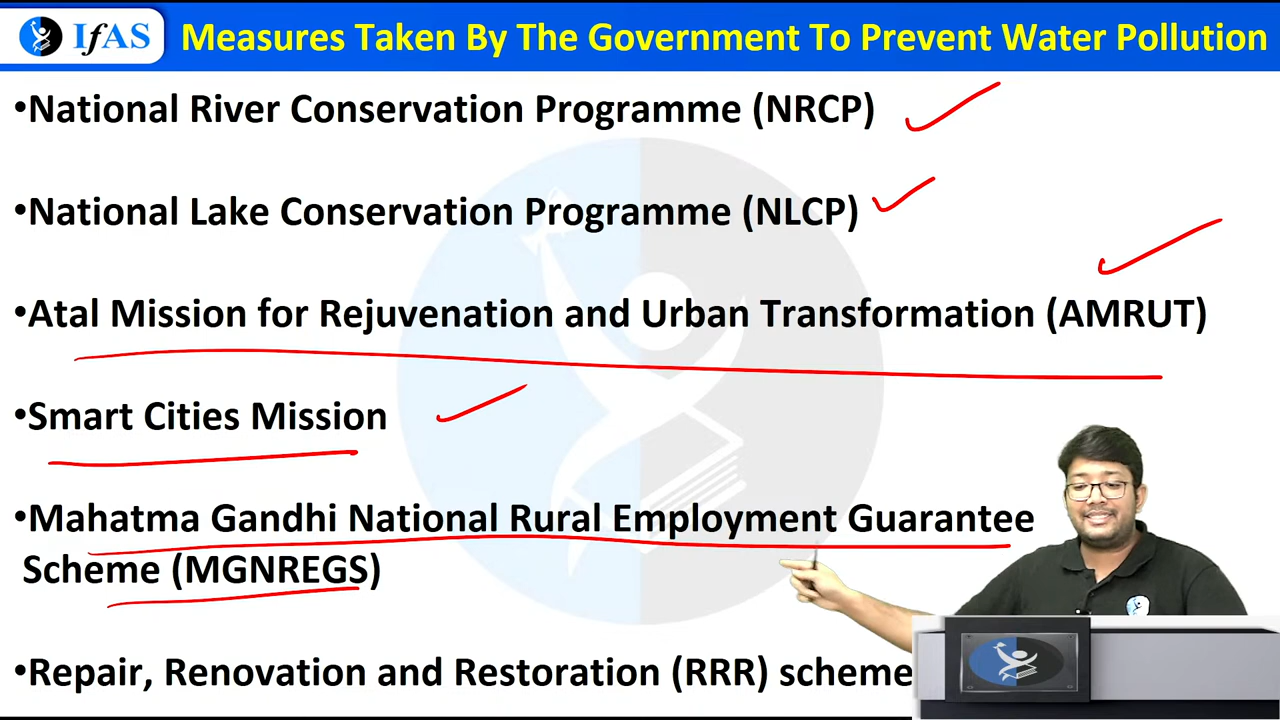 IfAS
Measures Taken By The Government To Prevent Water Pollution
•National River Conservation Programme (NRCP)
•National Lake Conservation Programme (NLCP)
•Atal Mission for Rejuvenation and Urban Transformation (AMRUT)
•Smart Cities Mission
•Mahatma Gandhi National Rural Employment Guarantee
Scheme (MGNREGS)
•Repair, Renovation and Restoration (RRR) scheme